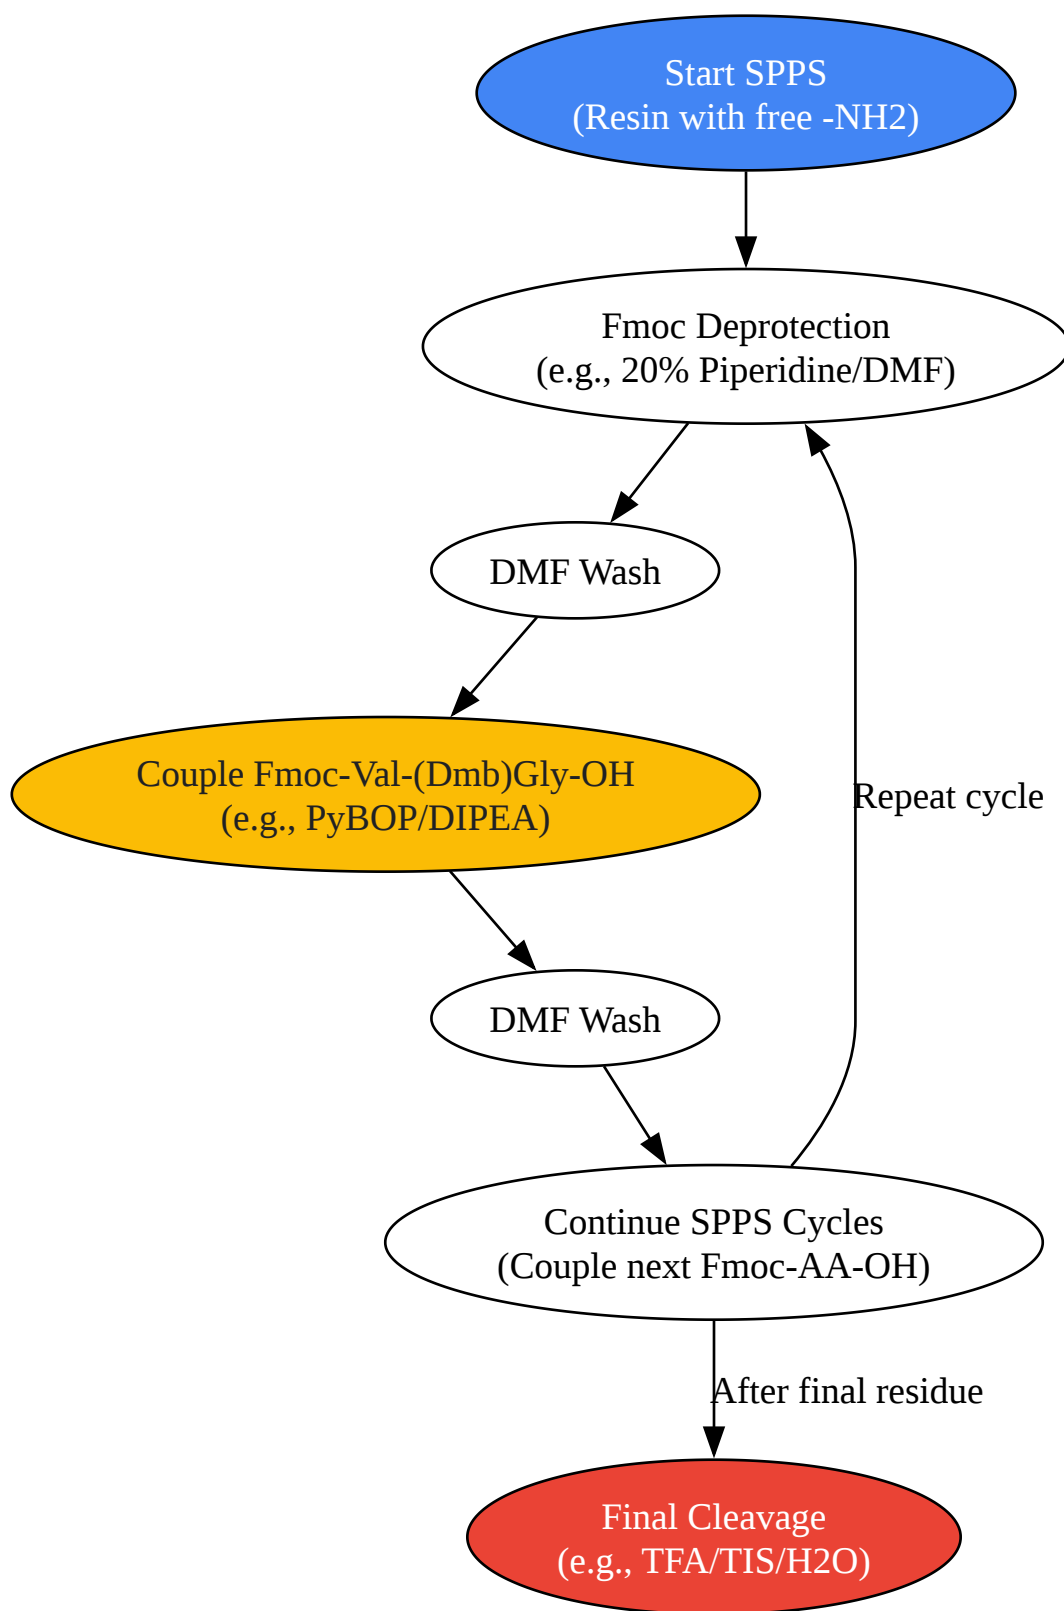 Start SPPS
(Resin with free -NH2)
Fmoc Deprotection
(e.g., 20% Piperidine/DMF)
DMF Wash
Couple Fmoc-Val-(Dmb)Gly-OH
(e.g., PyBOP/DIPEA)
Repeat cycle
DMF Wash
Continue SPPS Cycles
(Couple next Fmoc-AA-OH)
After final residue
Final Cleavage
(e.g., TFA/TIS/H2O)